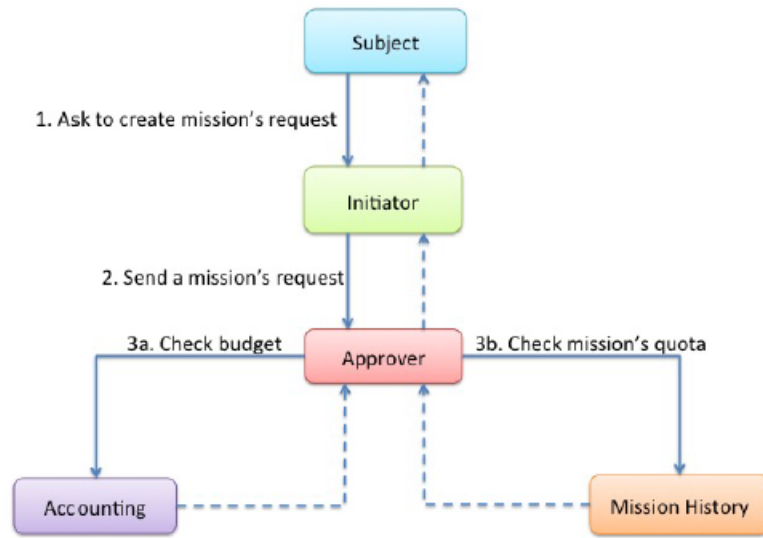 Subject
1. Ask to create mission's request
Initiator
2. Send a mission's request
3a. Check budget
Approver
3b. Check mission's quota
Accounting
Mission History